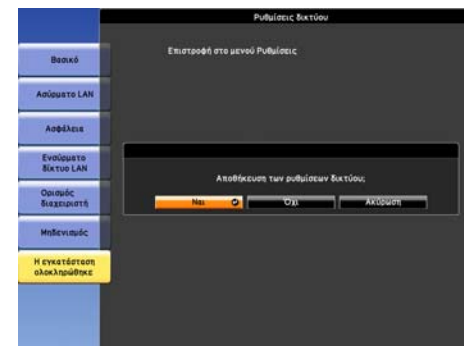 Ρυθμίσεις δικτύου
Επιστροφή στο μενού Ρυθμίσεις
Βασικό
Ασύρματο LAN
Ασφάλεια
Ενσύρματο
δίκτυο LAN
Ορισμός
διαχειριστή
Μηδενισμός
Η εγκατάσταση
ολοκληρώθηκε
Αποθήκευση των ρυθμίσεων δικτύου;
Ναι
Όχι
Ακύρωση